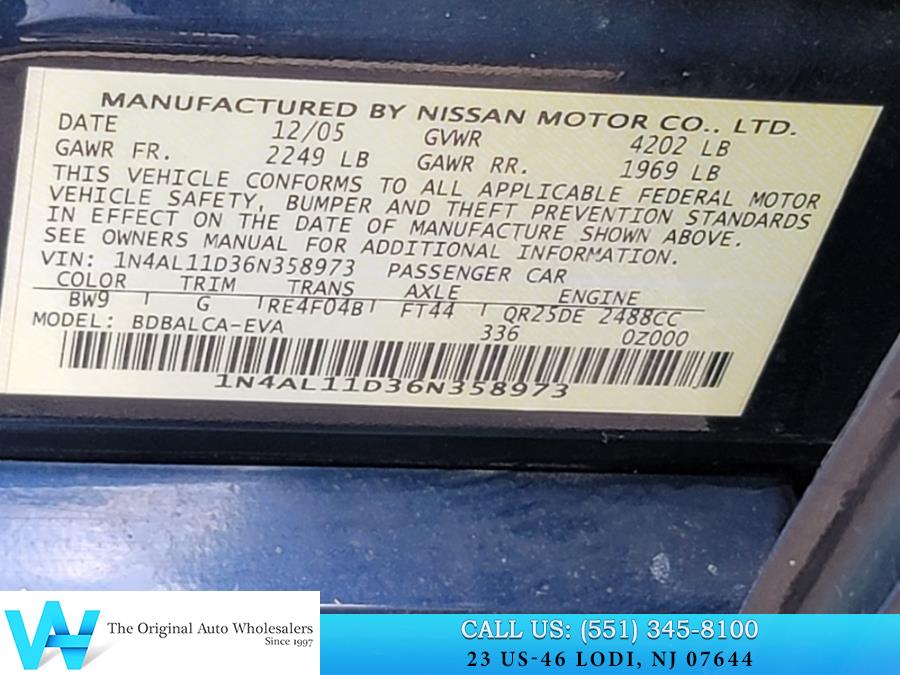 MANUFACTURED BY NISSAN MOTOR CO., LTD.
DATE 12/05 GVWR 4202 LB
GAWR FR. 2249 LB GAWR RR. 1969 LB
THIS VEHICLE CONFORMS TO ALL APPLICABLE FEDERAL MOTOR
VEHICLE SAFETY, BUMPER AND THEFT PREVENTION STANDARDS
IN EFFECT ON THE DATE OF MANUFACTURE SHOWN ABOVE.
SEE OWNERS MANUAL FOR ADDITIONAL INFORMATION.
VIN: 1N4AL11D36N358973 PASSENGER CAR
COLOR TRIM TRANS AXLE ENGINE
BW9 G RE4F04B FT44 QR25DE 2488CC
MODEL: BDBALCA-EVA 336 0Z000
1N4AL11D36N358973
The Original Auto Wholesalers
Since 1997
CALL US: (551) 345-8100
23 US-46 LODI, NJ 07644